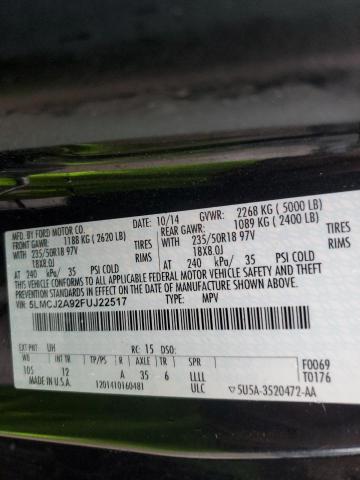 MFD. BY FORD MOTOR CO.
DATE: 10/14 GVWR: 2268 KG ( 5000 LB)
FRONT GAWR: 1188 KG ( 2620 LB) REAR GAWR: 1089 KG ( 2400 LB)
235/50R18 97V TIRES 235/50R18 97V TIRES
18X8.0J RIMS 18X8.0J RIMS
AT 240 kPa/ 35 PSI COLD AT 240 kPa/ 35 PSI COLD
THIS VEHICLE CONFORMS TO ALL APPLICABLE FEDERAL MOTOR VEHICLE SAFETY, BUMPER, AND THEFT PREVENTION STANDARDS IN EFFECT ON THE DATE OF MANUFACTURE SHOWN ABOVE.
VIN: 5LMCJ2A92FUJ22517 TYPE: MPV
EXT PNT: UH RC: 15 DSO: F0069
WB INT TR TP/PS R AXLE TR SPR T0176
105 12 A 35 6 LLLL
MADE IN U.S.A. 1201410160481 ULC 5U5A-3520472-AA